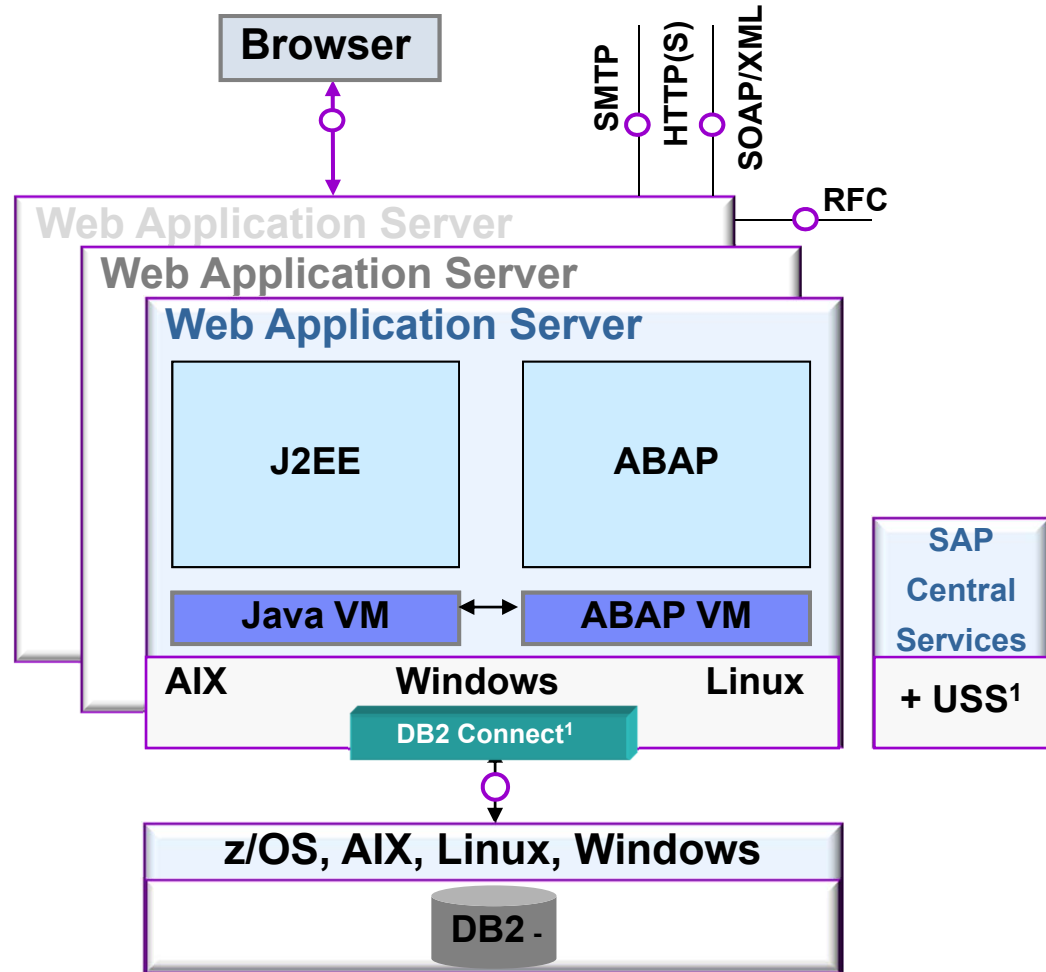 Browser
SMTP
HTTP(S)
SOAP/XML
RFC
Web Application Server
Web Application Server
Web Application Server
J2EE
ABAP
Java VM
ABAP VM
SAP
Central
Services
AIX
Windows
Linux
+ USS¹
DB2 Connect¹
z/OS, AIX, Linux, Windows
DB2 -